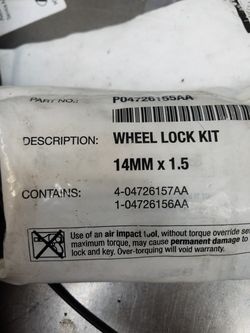 PART NO.: P04726155AA
DESCRIPTION: WHEEL LOCK KIT
14MM x 1.5
CONTAINS: 4-04726157AA
1-04726156AA
Use of an air impact tool, without torque override
maximum torque, may cause permanent damage to
lock and key. Over-torquing will void warranty.